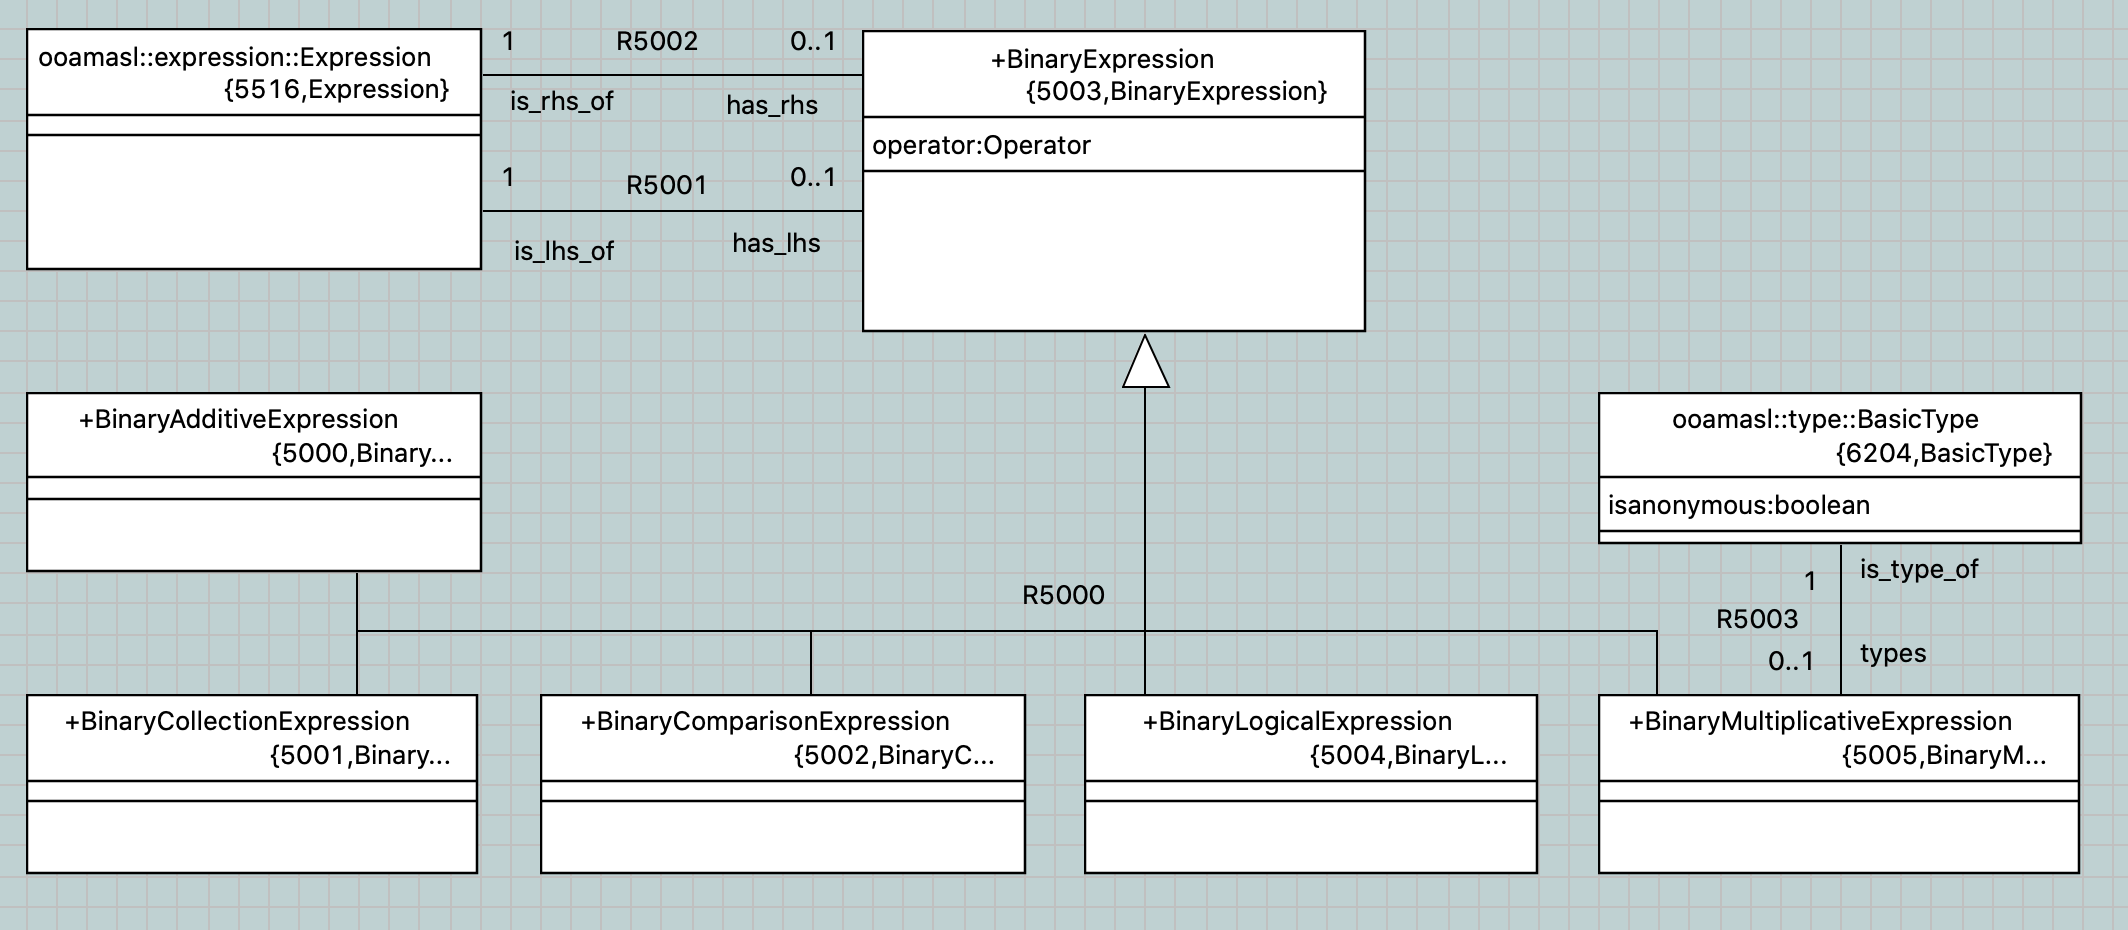 ooamasl::expression::Expression
{5516,Expression}
1
R5002
0..1
is_rhs_of
has_rhs
1
R5001
0..1
is_lhs_of
has_lhs
+BinaryExpression
{5003,BinaryExpression}
operator:Operator
+BinaryAdditiveExpression
{5000,Binary...
ooamasl::type::BasicType
{6204,BasicType}
isanonymous:boolean
R5000
1
is_type_of
R5003
0..1
types
+BinaryCollectionExpression
{5001,Binary...
+BinaryComparisonExpression
{5002,BinaryC...
+BinaryLogicalExpression
{5004,BinaryL...
+BinaryMultiplicativeExpression
{5005,BinaryM...